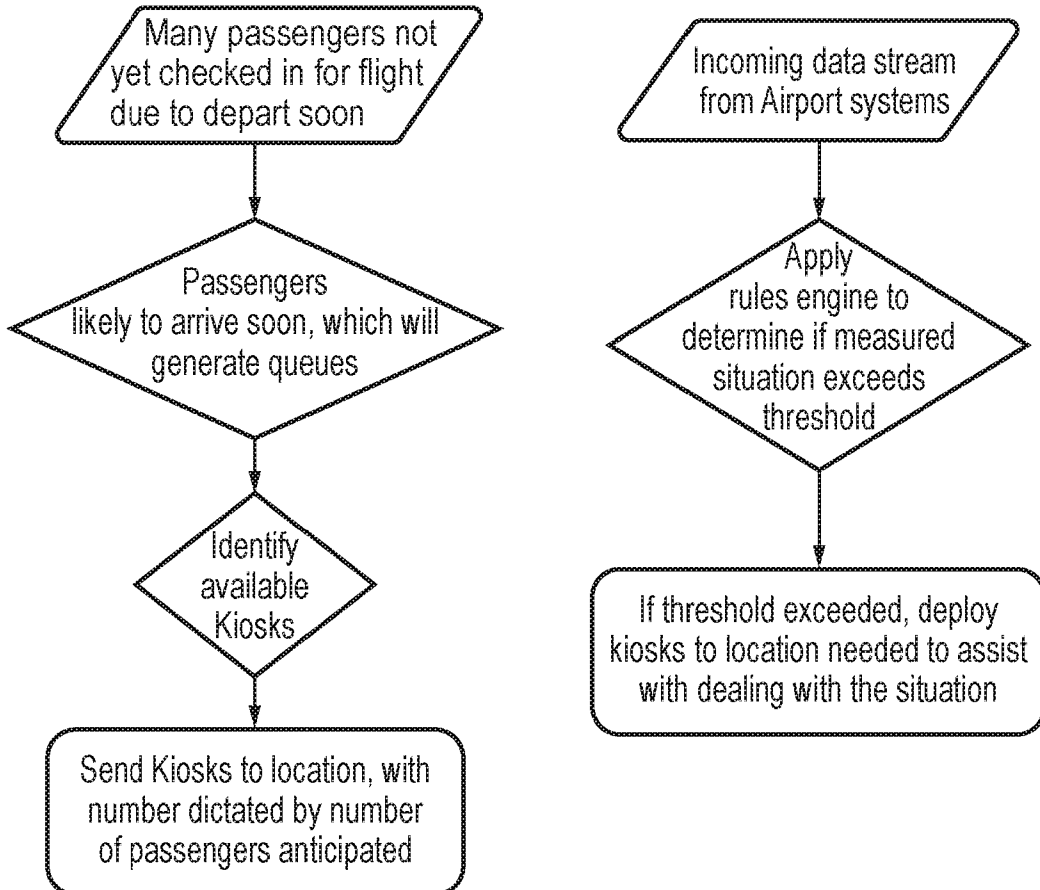 Many passengers not
yet checked in for flight
due to depart soon
Passengers
likely to arrive soon, which will
generate queues
Identify
available
Kiosks
Send Kiosks to location, with
number dictated by number
of passengers anticipated
Incoming data stream
from Airport systems
Apply
rules engine to
determine if measured
situation exceeds
threshold
If threshold exceeded, deploy
kiosks to location needed to assist
with dealing with the situation